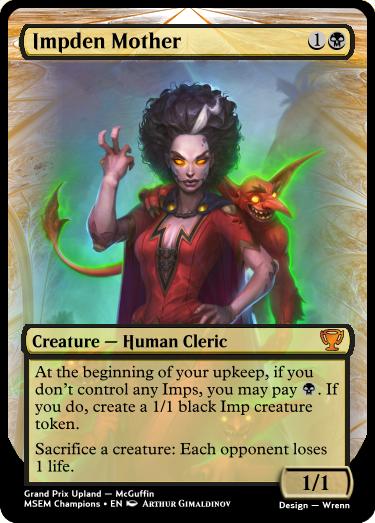 Impden Mother 1
Creature — Human Cleric
At the beginning of your upkeep, if you
don't control any Imps, you may pay . If
you do, create a 1/1 black Imp creature
token.
Sacrifice a creature: Each opponent loses
1 life.
1/1
Grand Prix Upland — McGuffin
MSEM Champions • EN Arthur Gimaldinov
Design — Wrenn